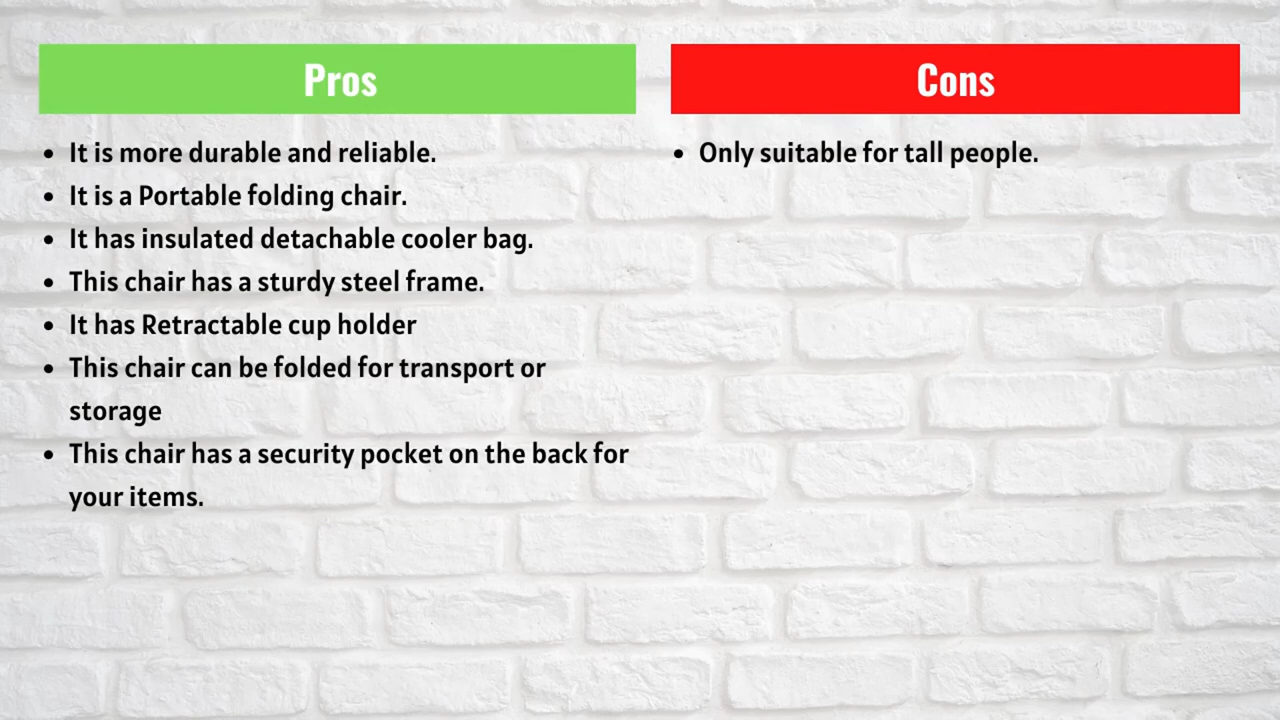 Pros
• It is more durable and reliable.
• It is a Portable folding chair.
• It has insulated detachable cooler bag.
• This chair has a sturdy steel frame.
• It has Retractable cup holder
• This chair can be folded for transport or
storage
• This chair has a security pocket on the back for
your items.
Cons
• Only suitable for tall people.